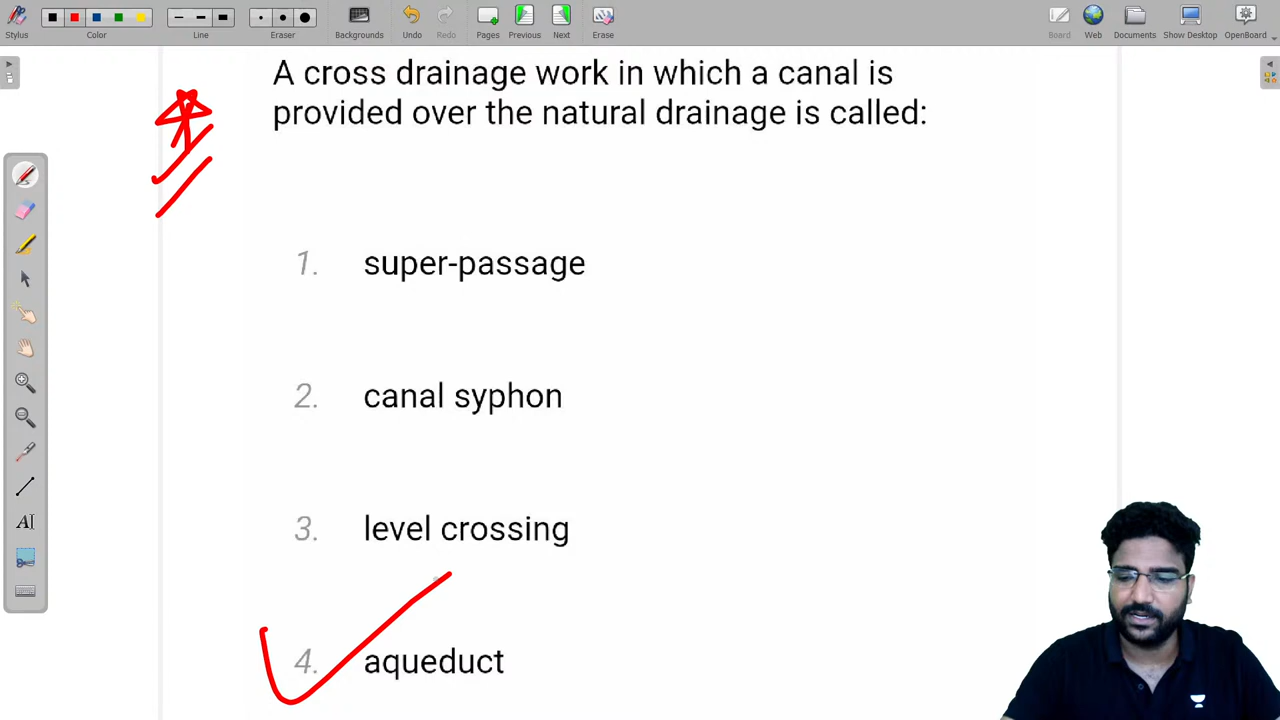 Stylus
Color
Line
Eraser
Backgrounds
Undo
Redo
Pages
Previous
Next
Erase
Board
Web
Documents
Show Desktop
OpenBoard
A cross drainage work in which a canal is
provided over the natural drainage is called:
1. super-passage
2. canal syphon
3. level crossing
4. aqueduct